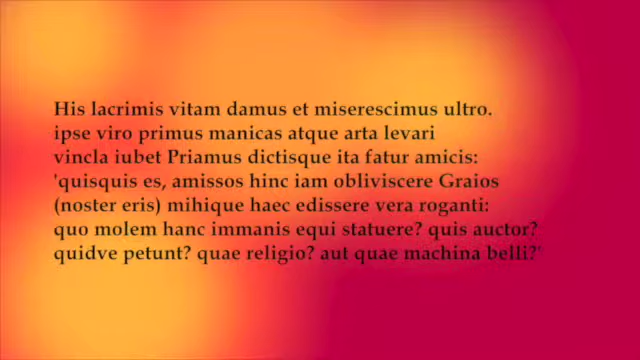 His lacrimis vitam damus et miserescimus ultro.
ipse viro primus manicas atque arta levari
vincla iubet Priamus dictisque ita fatur amicis:
'quisquis es, amissos hinc iam obliviscere Graios
(noster eris) mihique haec edissere vera roganti:
quo molem hanc immanis equi statuere? quis auctor?
quidve petunt? quae religio? aut quae machina belli?'